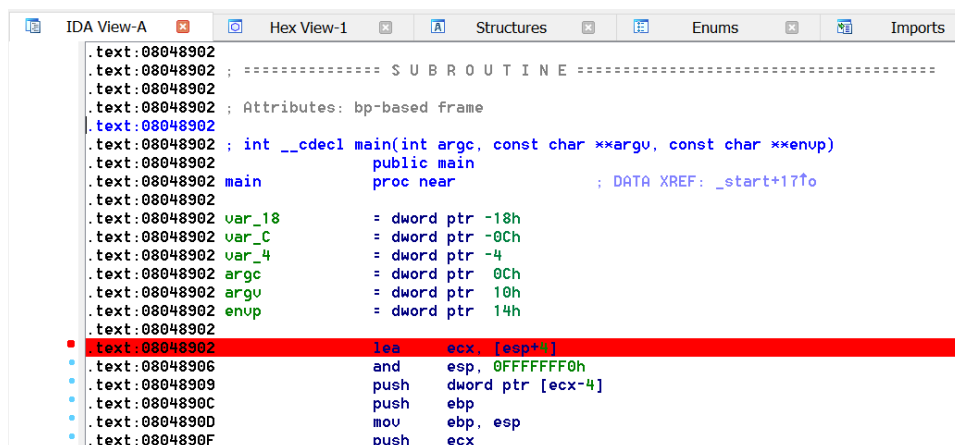 IDA View-A Hex View-1 Structures Enums Imports
.text:08048902
.text:08048902 ; =============== S U B R O U T I N E =======================================
.text:08048902
.text:08048902 ; Attributes: bp-based frame
.text:08048902
.text:08048902 ; int __cdecl main(int argc, const char **argv, const char **envp)
.text:08048902 public main
.text:08048902 main proc near ; DATA XREF: _start+17↑o
.text:08048902
.text:08048902 var_18 = dword ptr -18h
.text:08048902 var_C = dword ptr -0Ch
.text:08048902 var_4 = dword ptr -4
.text:08048902 argc = dword ptr 0Ch
.text:08048902 argv = dword ptr 10h
.text:08048902 envp = dword ptr 14h
.text:08048902
.text:08048902 lea ecx, [esp+4]
.text:08048906 and esp, 0FFFFFFF0h
.text:08048909 push dword ptr [ecx-4]
.text:0804890C push ebp
.text:0804890D mov ebp, esp
.text:0804890F push ecx